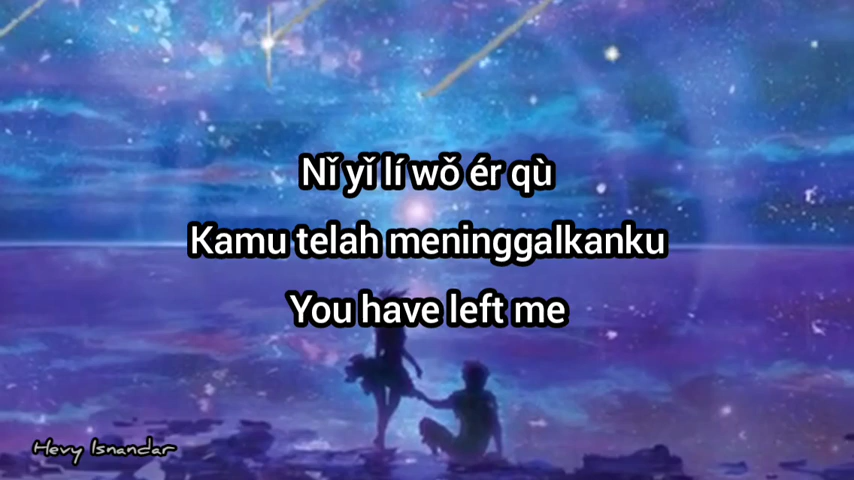 Nǐ yǐ lí wǒ ér qù
Kamu telah meninggalkanku
You have left me
Hevy Isnandar